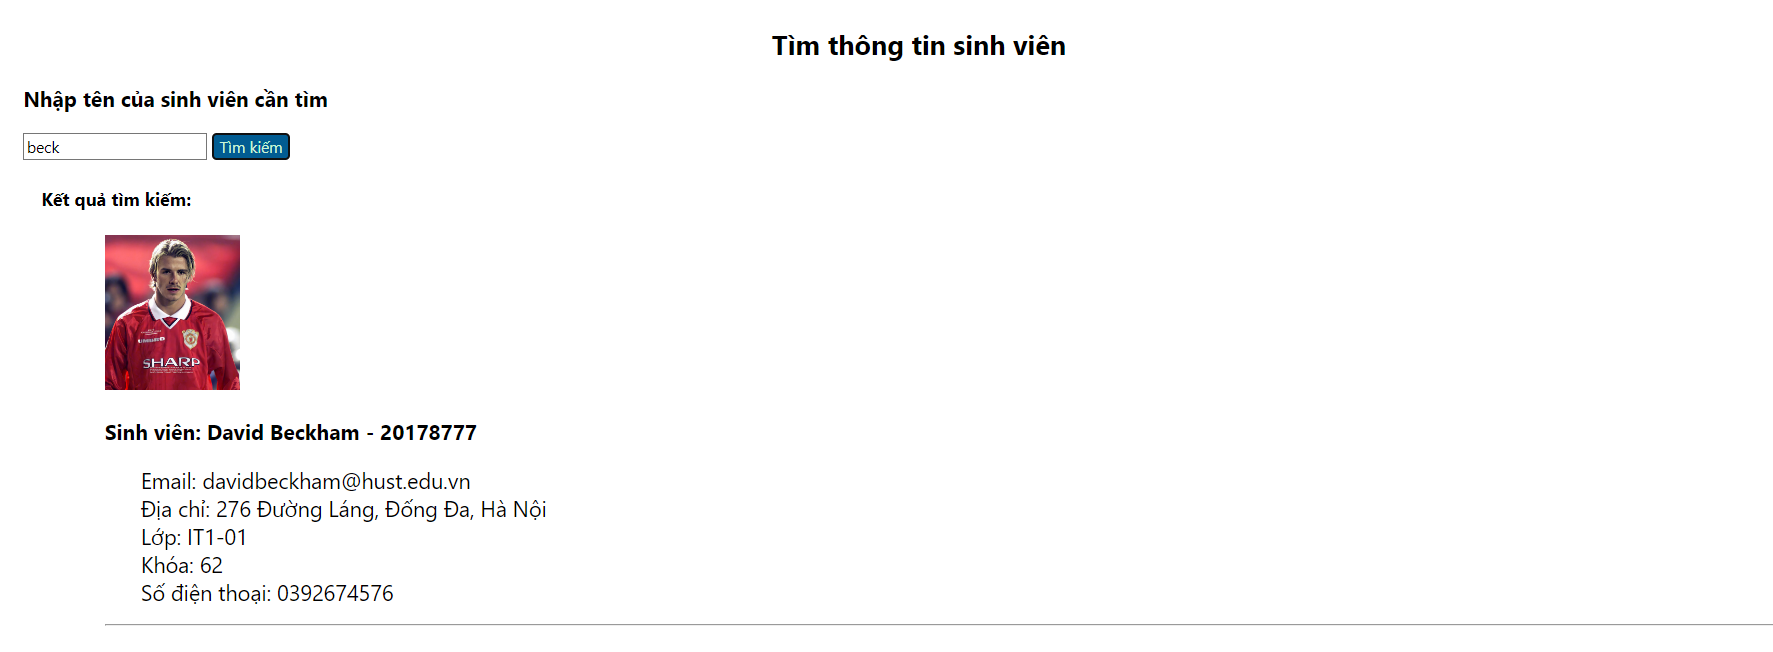 Tìm thông tin sinh viên
Nhập tên của sinh viên cần tìm
beck Tìm kiếm
Kết quả tìm kiếm:
SHARP
Sinh viên: David Beckham - 20178777
Email: davidbeckham@hust.edu.vn
Địa chỉ: 276 Đường Láng, Đống Đa, Hà Nội
Lớp: IT1-01
Khóa: 62
Số điện thoại: 0392674576